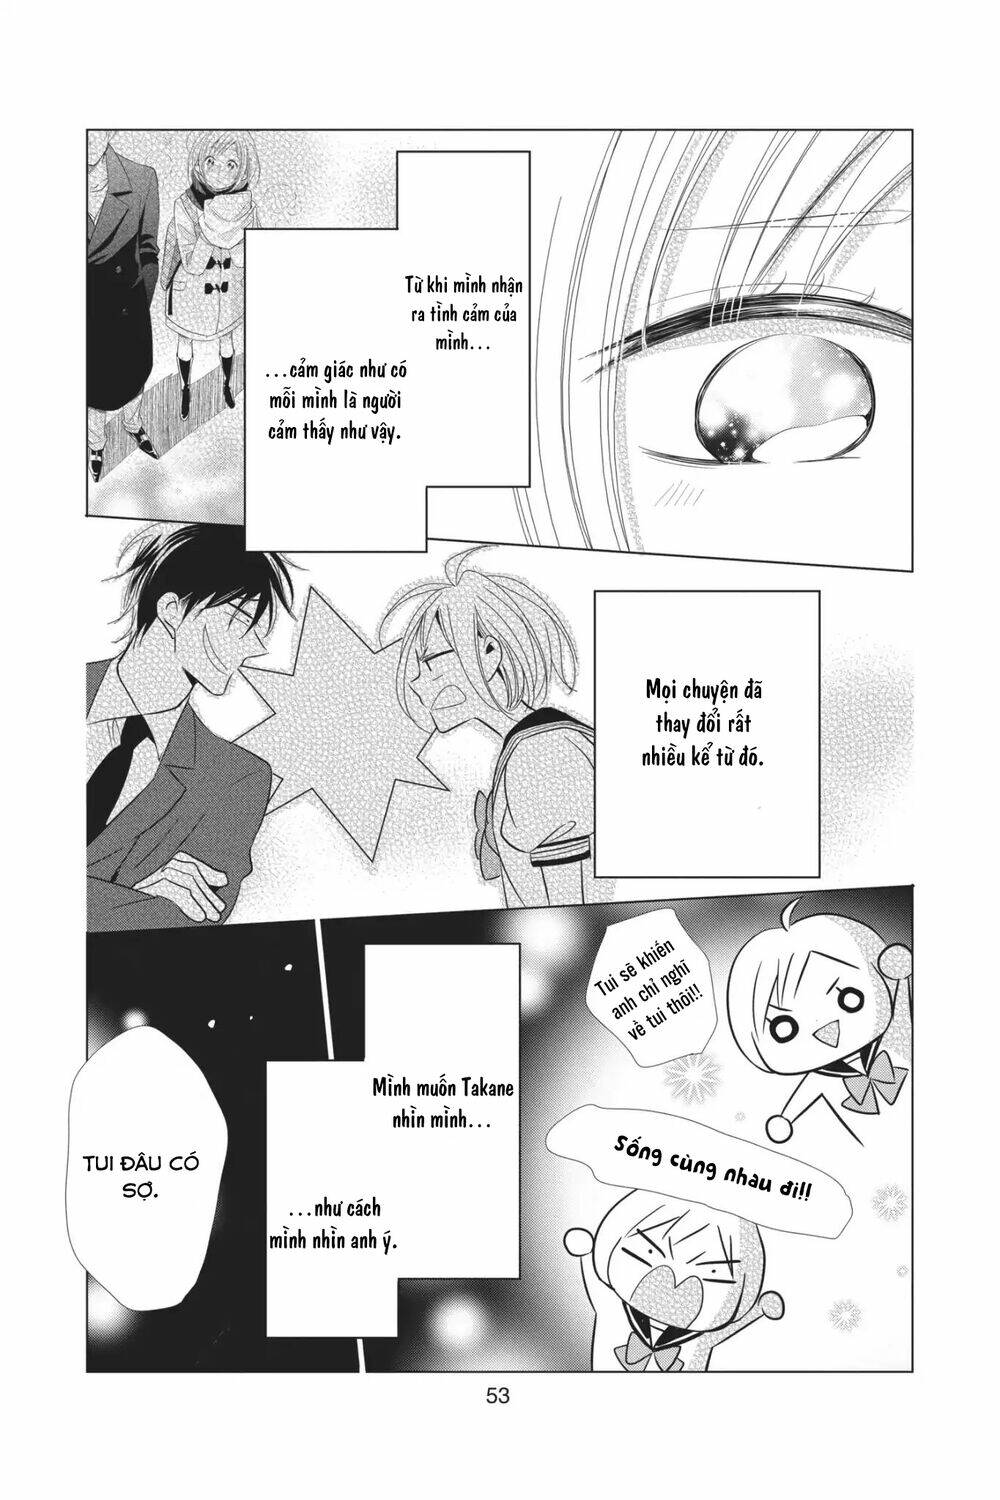 Từ khi mình nhận
ra tình cảm của
mình...
...cảm giác như có
mỗi mình là người
cảm thấy như vậy.
Mọi chuyện đã
thay đổi rất
nhiều kể từ đó.
Tui sẽ khiến
anh chỉ nghĩ
về tui thôi!!
Sống cùng nhau đi!!
Mình muốn Takane
nhìn mình...
...như cách
mình nhìn anh ý.
TUI ĐÂU CÓ
SỢ.
53